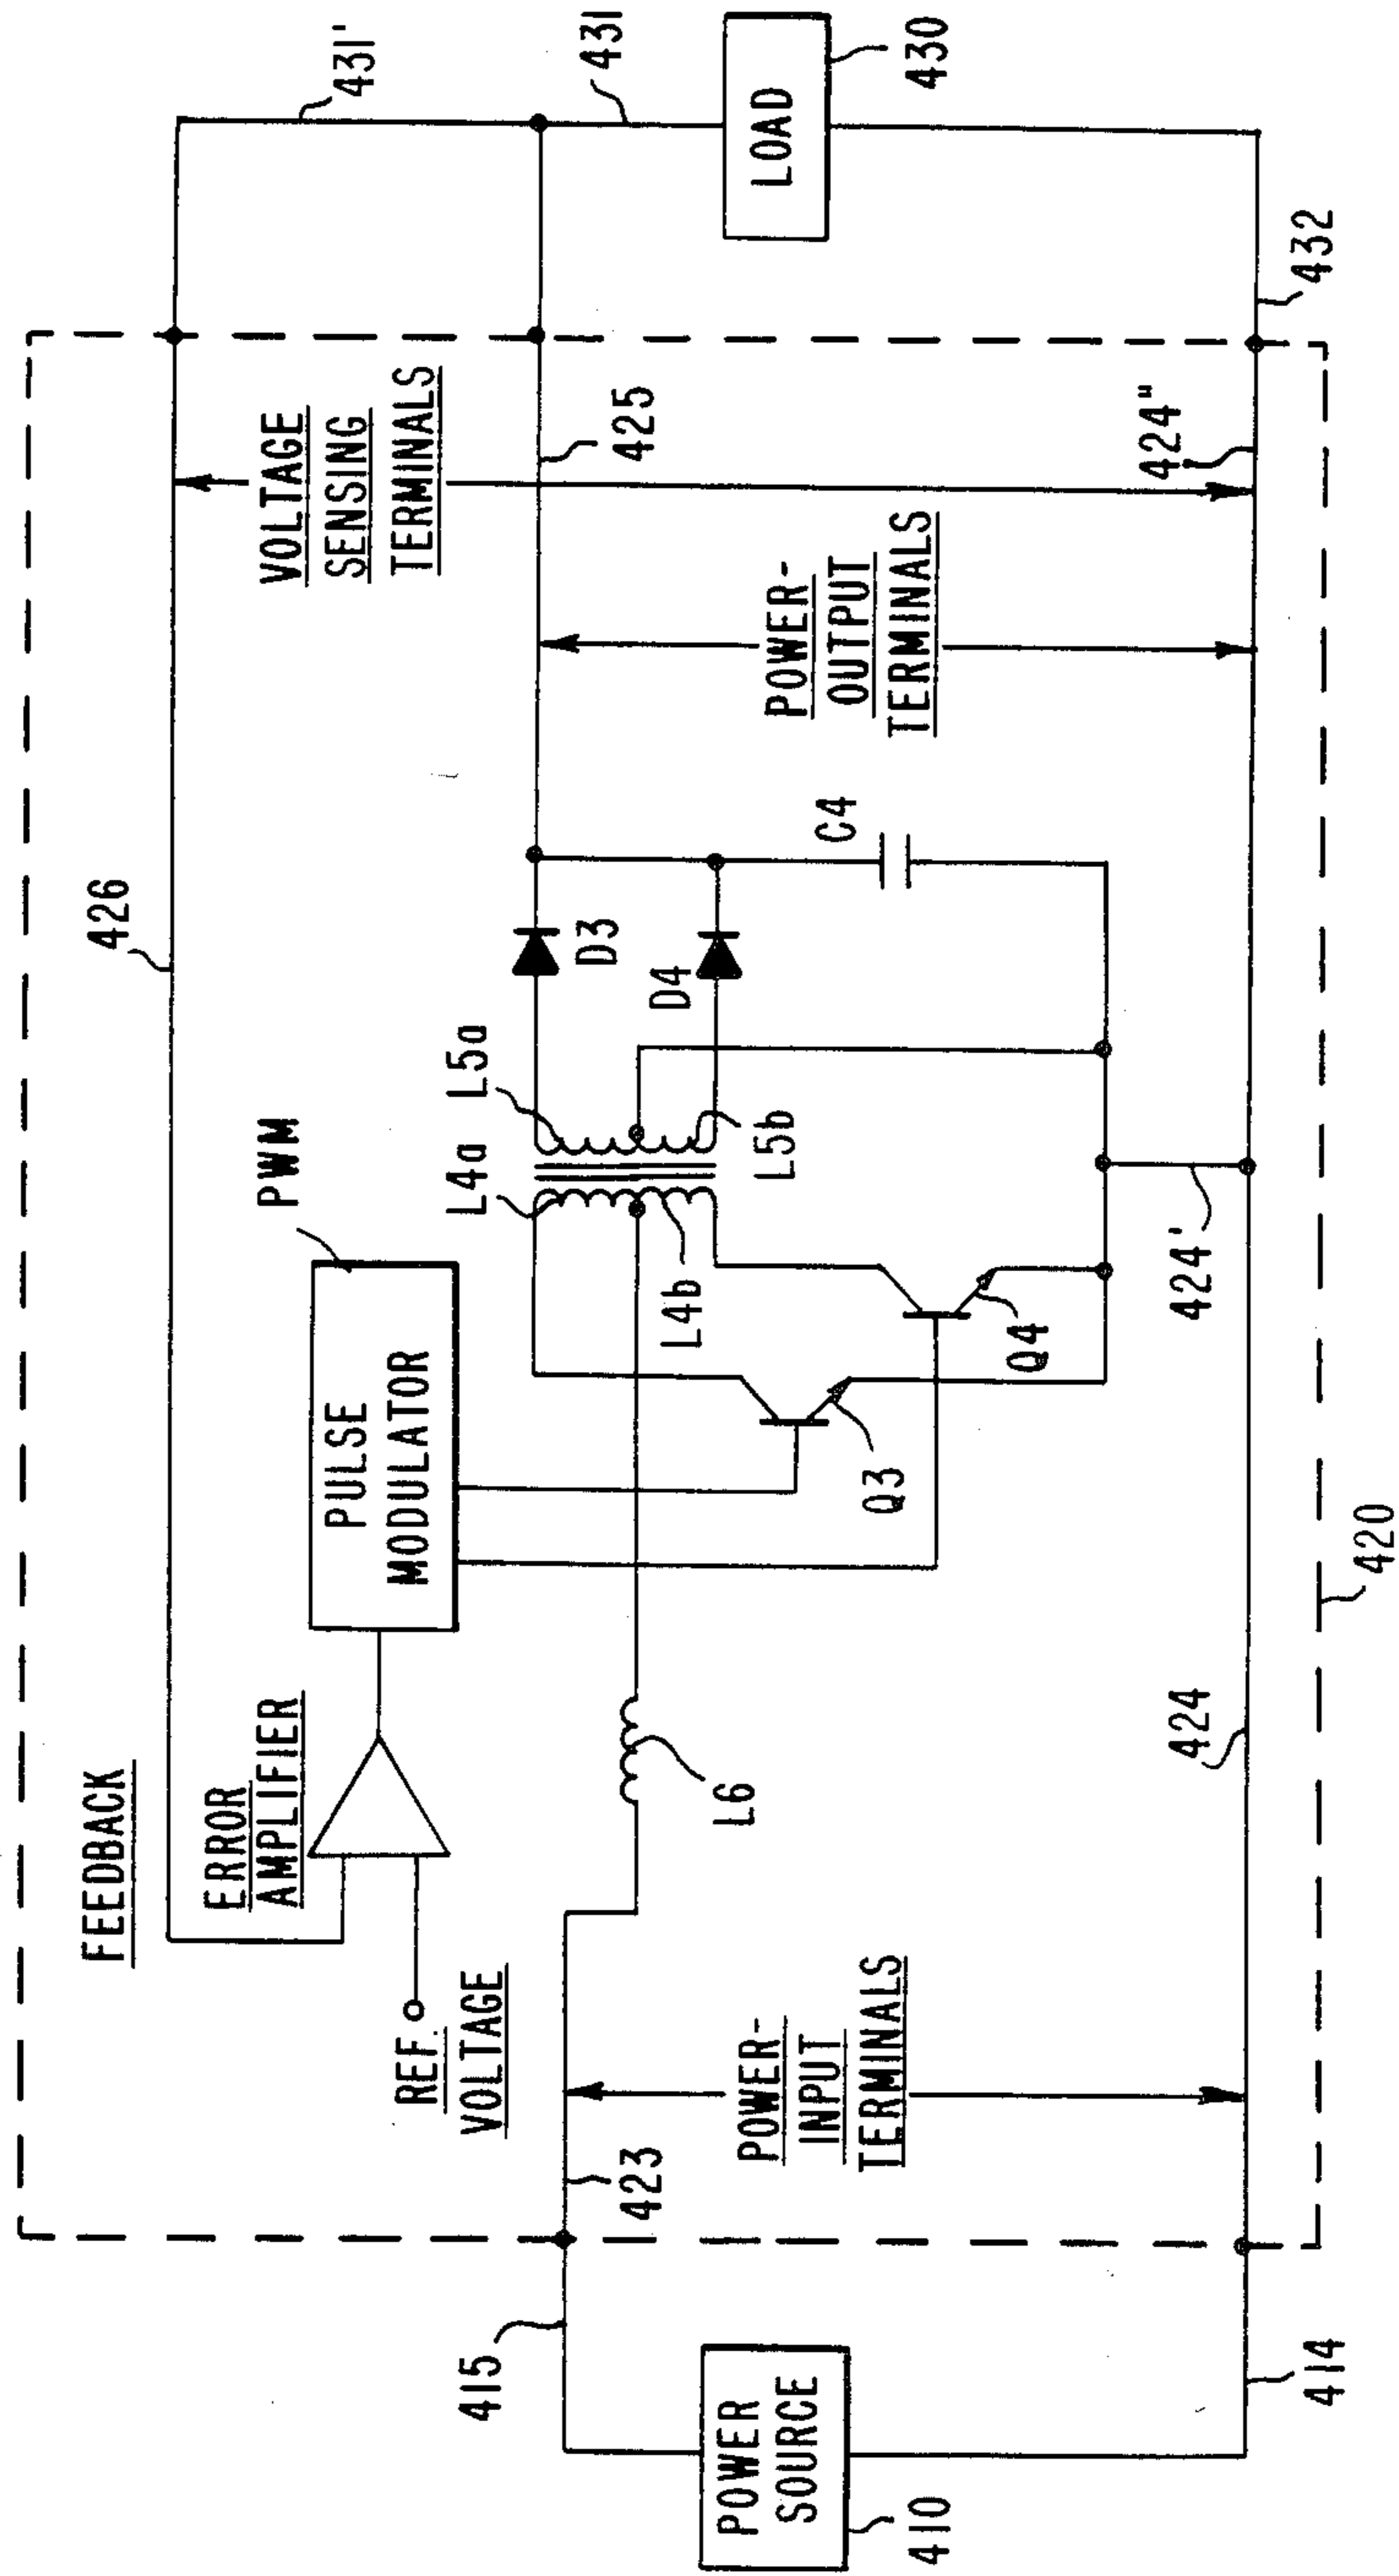 FEEDBACK
426
431'
ERROR
AMPLIFIER
PULSE
MODULATOR
PWM
VOLTAGE
SENSING
TERMINALS
REF.
VOLTAGE
415
423
L4a
L5a
D3
425
431
L6
L4b
L5b
D4
C4
POWER
SOURCE
410
POWER-
INPUT
TERMINALS
Q3
Q4
POWER-
OUTPUT
TERMINALS
LOAD
430
414
424
424'
424"
432
420